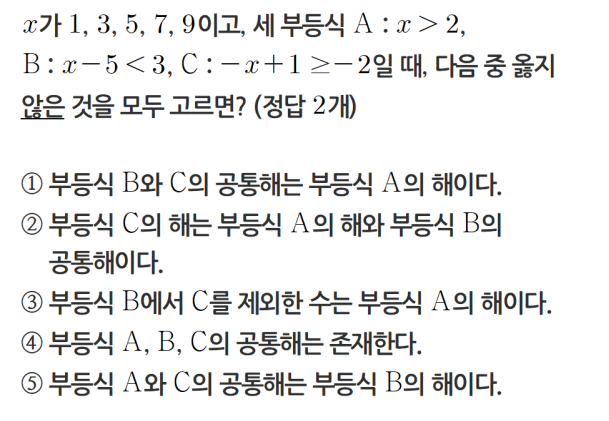 x가 1, 3, 5, 7, 9이고, 세 부등식 A : x > 2,
B : x − 5 < 3, C : −x + 1 ≥ −2일 때, 다음 중 옳지
않은 것을 모두 고르면? (정답 2개)
① 부등식 B와 C의 공통해는 부등식 A의 해이다.
② 부등식 C의 해는 부등식 A의 해와 부등식 B의
공통해이다.
③ 부등식 B에서 C를 제외한 수는 부등식 A의 해이다.
④ 부등식 A, B, C의 공통해는 존재한다.
⑤ 부등식 A와 C의 공통해는 부등식 B의 해이다.